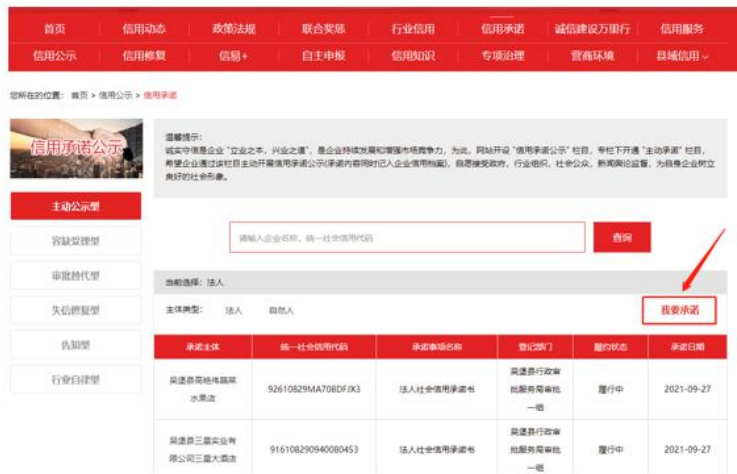 首页 信用动态 政策法规 联合奖惩 行业信用 信用承诺 诚信建设万里行 信用服务
信用公示 信用修复 信易+ 自主申报 信用知识 专项治理 营商环境 县域信用
您所在的位置: 首页 > 信用公示 > 信用承诺
信用承诺公示
温馨提示:
诚实守信是企业“立业之本、兴业之道”,是企业持续发展和增强市场竞争力,为此,网站开设“信用承诺公示”栏目,专栏下开通“主动承诺”栏目,
希望企业通过该栏目主动开展信用承诺公示(承诺内容同时记入企业信用档案),自愿接受政府,行业组织,社会公众,新闻舆论监督,为自身企业树立
良好的社会形象。
主动公示型
容缺受理型
审批替代型
失信修复型
告知型
行业自律型
请输入企业名称、统一社会信用代码
查询
当前选择: 法人
主体类型: 法人 自然人
我要承诺
承诺主体 统一社会信用代码 承诺事项名称 登记部门 履约状态 承诺日期
吴堡县高艳伟蔬菜
水果店
92610829MA708DFJX3 法人社会信用承诺书
吴堡县行政审
批服务局审批
一组
履行中 2021-09-27
吴堡县三星实业有
限公司三星大酒店
916108290940080453 法人社会信用承诺书
吴堡县行政审
批服务局审批
一组
履行中 2021-09-27